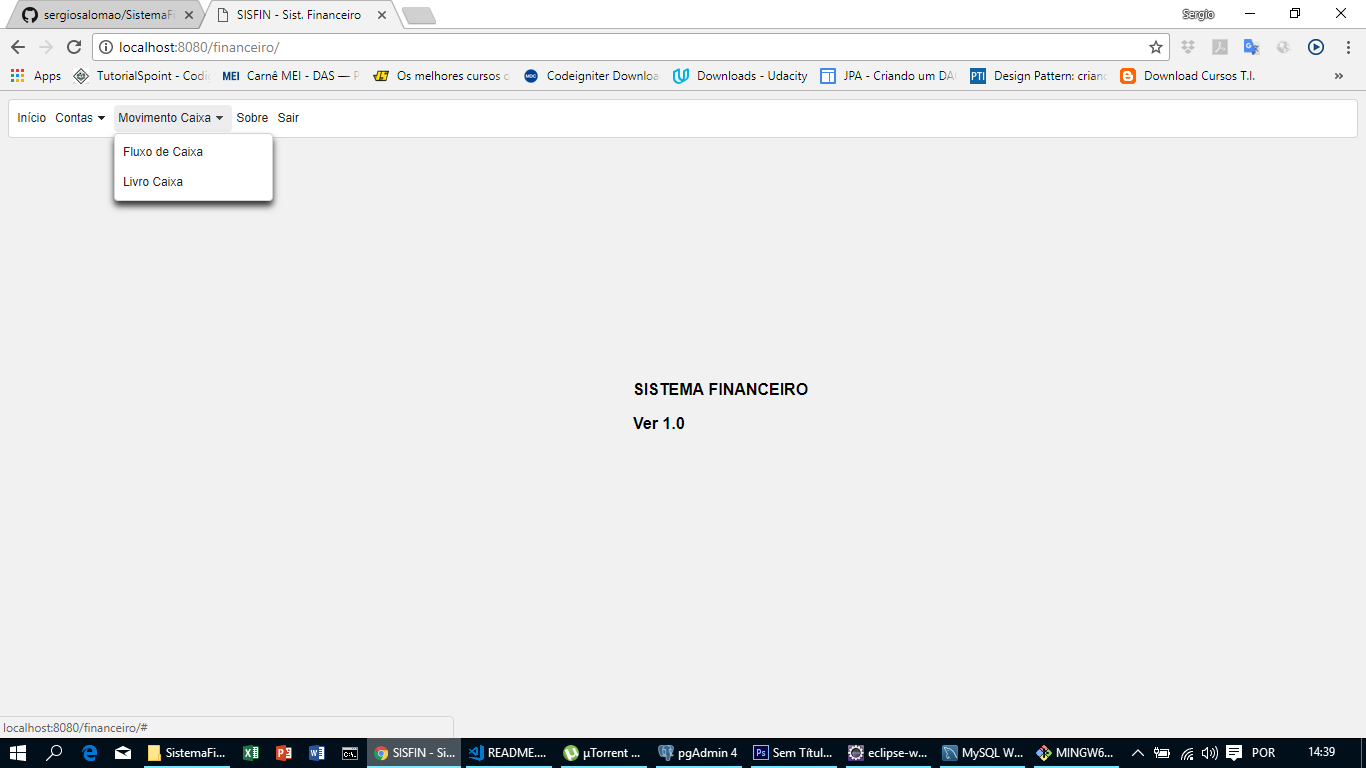 sergiosalomao/SistemaFi
SISFIN - Sist. Financeiro
Sergio
localhost:8080/financeiro/
Apps
TutorialsPoint - Codi
MEI Carnê MEI - DAS — P
Os melhores cursos o
MDC Codeigniter Downloa
Downloads - Udacity
JPA - Criando um DA
PTI Design Pattern: crianc
Download Cursos T.I.
»
Início Contas Movimento Caixa Sobre Sair
Fluxo de Caixa
Livro Caixa
SISTEMA FINANCEIRO
Ver 1.0
localhost:8080/financeiro/#
SistemaFi...
C:\.
SISFIN - Si...
README....
µTorrent ...
pgAdmin 4
Ps Sem Títul...
eclipse-w...
MySQL W...
MINGW6...
POR
14:39